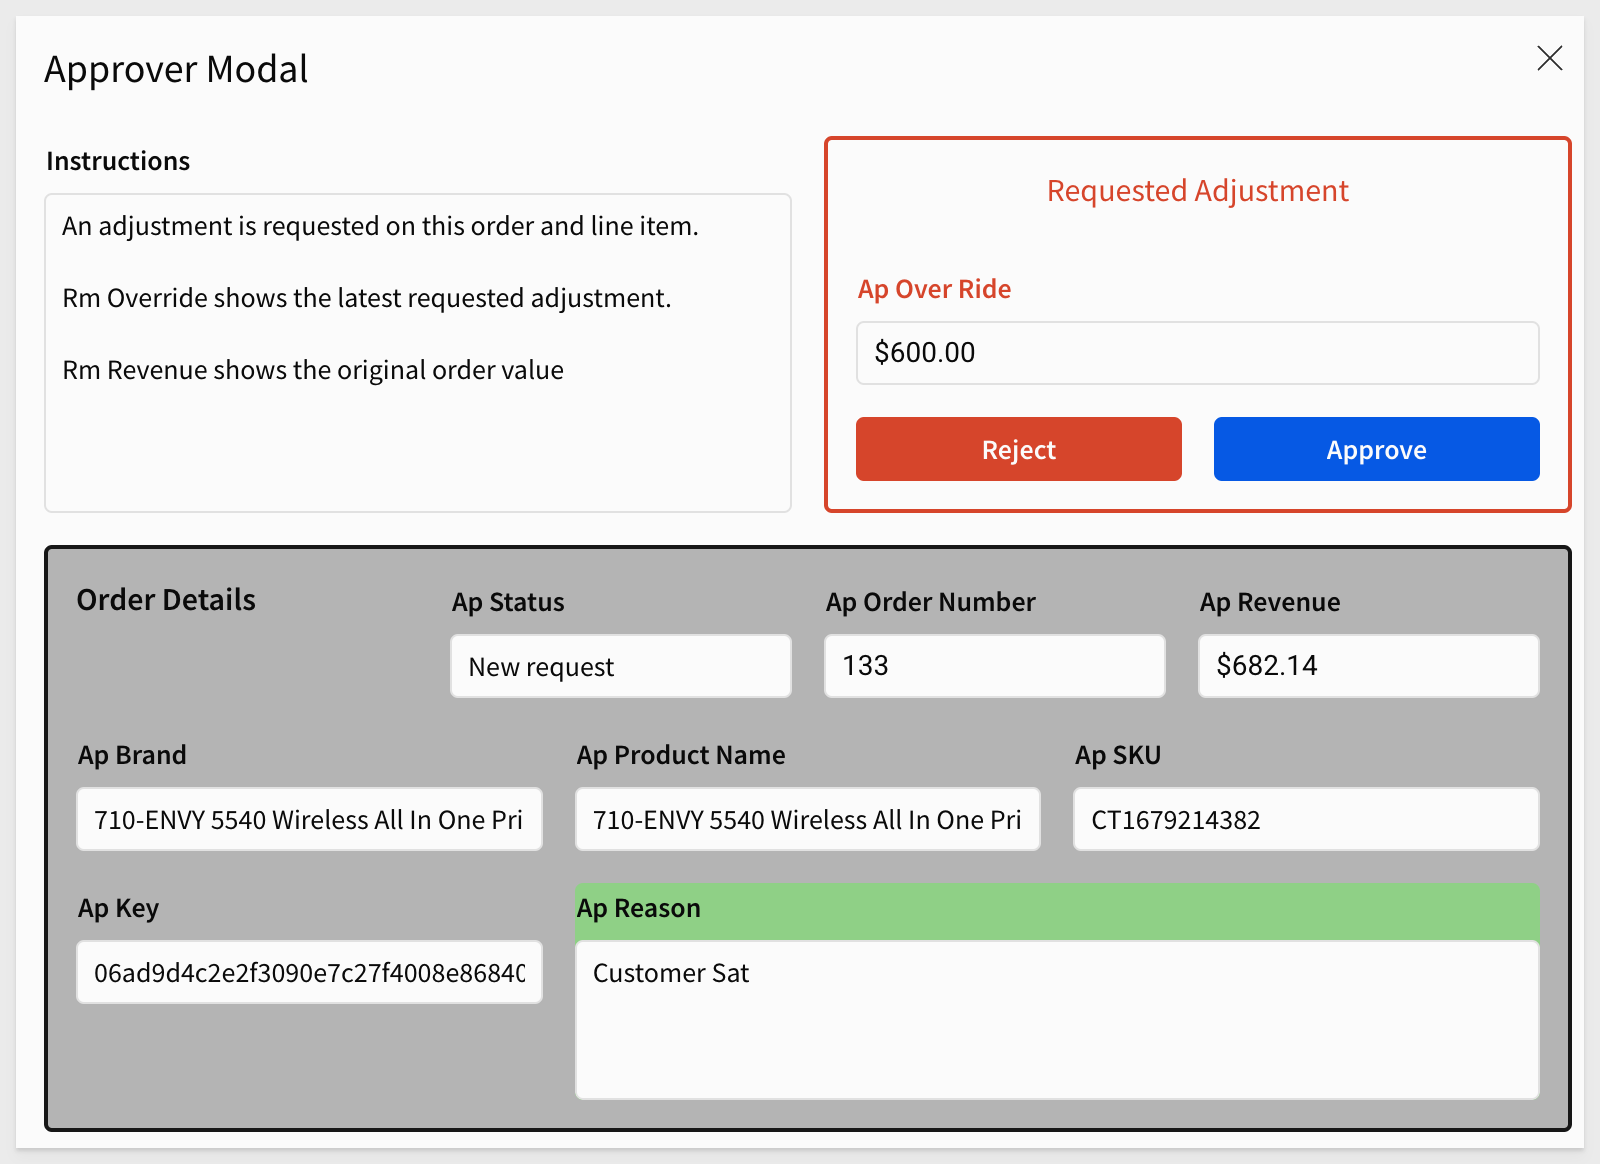 Approver Modal
Instructions
An adjustment is requested on this order and line item.
Rm Override shows the latest requested adjustment.
Rm Revenue shows the original order value
Requested Adjustment
Ap Over Ride
$600.00
Reject
Approve
Order Details
Ap Status
New request
Ap Order Number
133
Ap Revenue
$682.14
Ap Brand
710-ENVY 5540 Wireless All In One Pri
Ap Product Name
710-ENVY 5540 Wireless All In One Pri
Ap SKU
CT1679214382
Ap Key
06ad9d4c2e2f3090e7c27f4008e86840
Ap Reason
Customer Sat